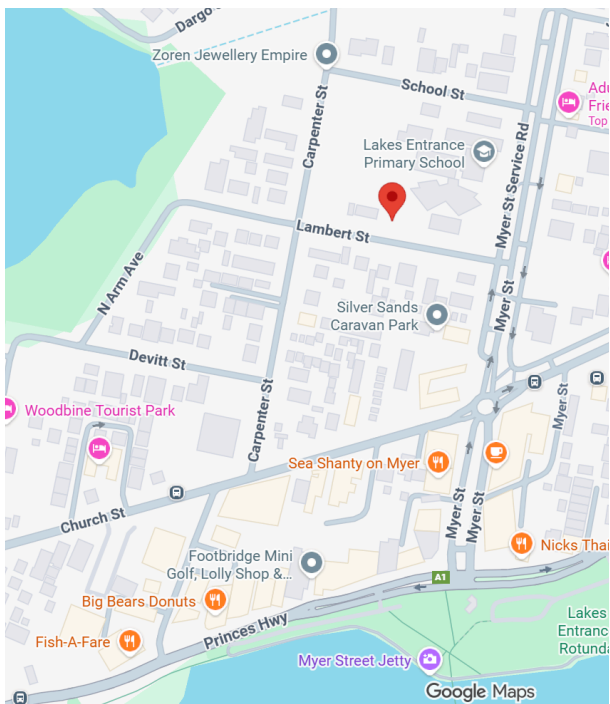 Dargo
Zoren Jewellery Empire
School St
Adu
Frie
Top
Carpenter St
Lakes Entrance
Primary School
Myer St Service Rd
Lambert St
N Arm Ave
Myer St
Silver Sands
Caravan Park
Devitt St
Myer St
Woodbine Tourist Park
Carpenter St
Sea Shanty on Myer
Church St
Myer St
Myer St
Nicks Thai
Footbridge Mini
Golf, Lolly Shop &...
A1
Big Bears Donuts
Princes Hwy
Lakes
Entranc
Rotunda
Fish-A-Fare
Myer Street Jetty
Google Maps